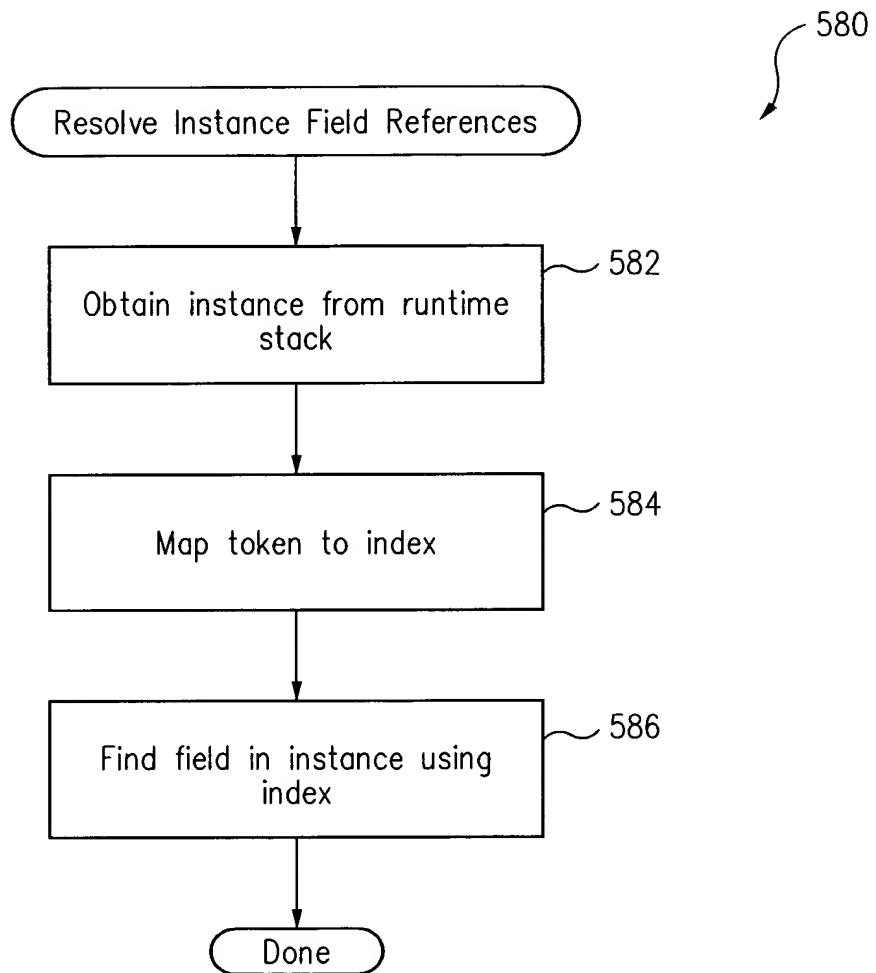 580
Resolve Instance Field References
582
Obtain instance from runtime
stack
584
Map token to index
586
Find field in instance using
index
Done